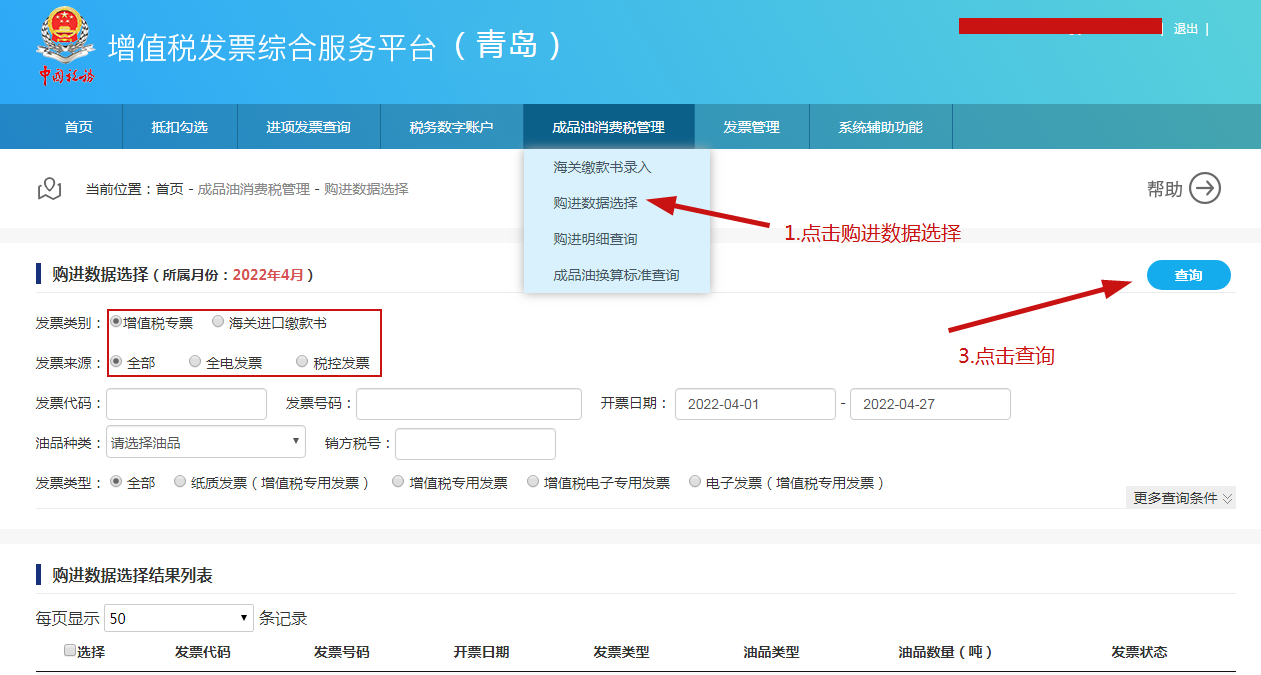 中国税务
增值税发票综合服务平台（青岛）
退出 |
首页 抵扣勾选 进项发票查询 税务数字账户 成品油消费税管理 发票管理 系统辅助功能
海关缴款书录入
购进数据选择
购进明细查询
成品油换算标准查询
当前位置：首页 - 成品油消费税管理 - 购进数据选择
帮助
1.点击购进数据选择
购进数据选择（所属月份：2022年4月）
查询
发票类别： 增值税专票 海关进口缴款书
3.点击查询
发票来源： 全部 全电发票 税控发票
发票代码： 发票号码： 开票日期： 2022-04-01 - 2022-04-27
油品种类： 请选择油品 销方税号：
发票类型： 全部 纸质发票（增值税专用发票） 增值税专用发票 增值税电子专用发票 电子发票（增值税专用发票）
更多查询条件
购进数据选择结果列表
每页显示 50 条记录
选择 发票代码 发票号码 开票日期 发票类型 油品类型 油品数量（吨） 发票状态